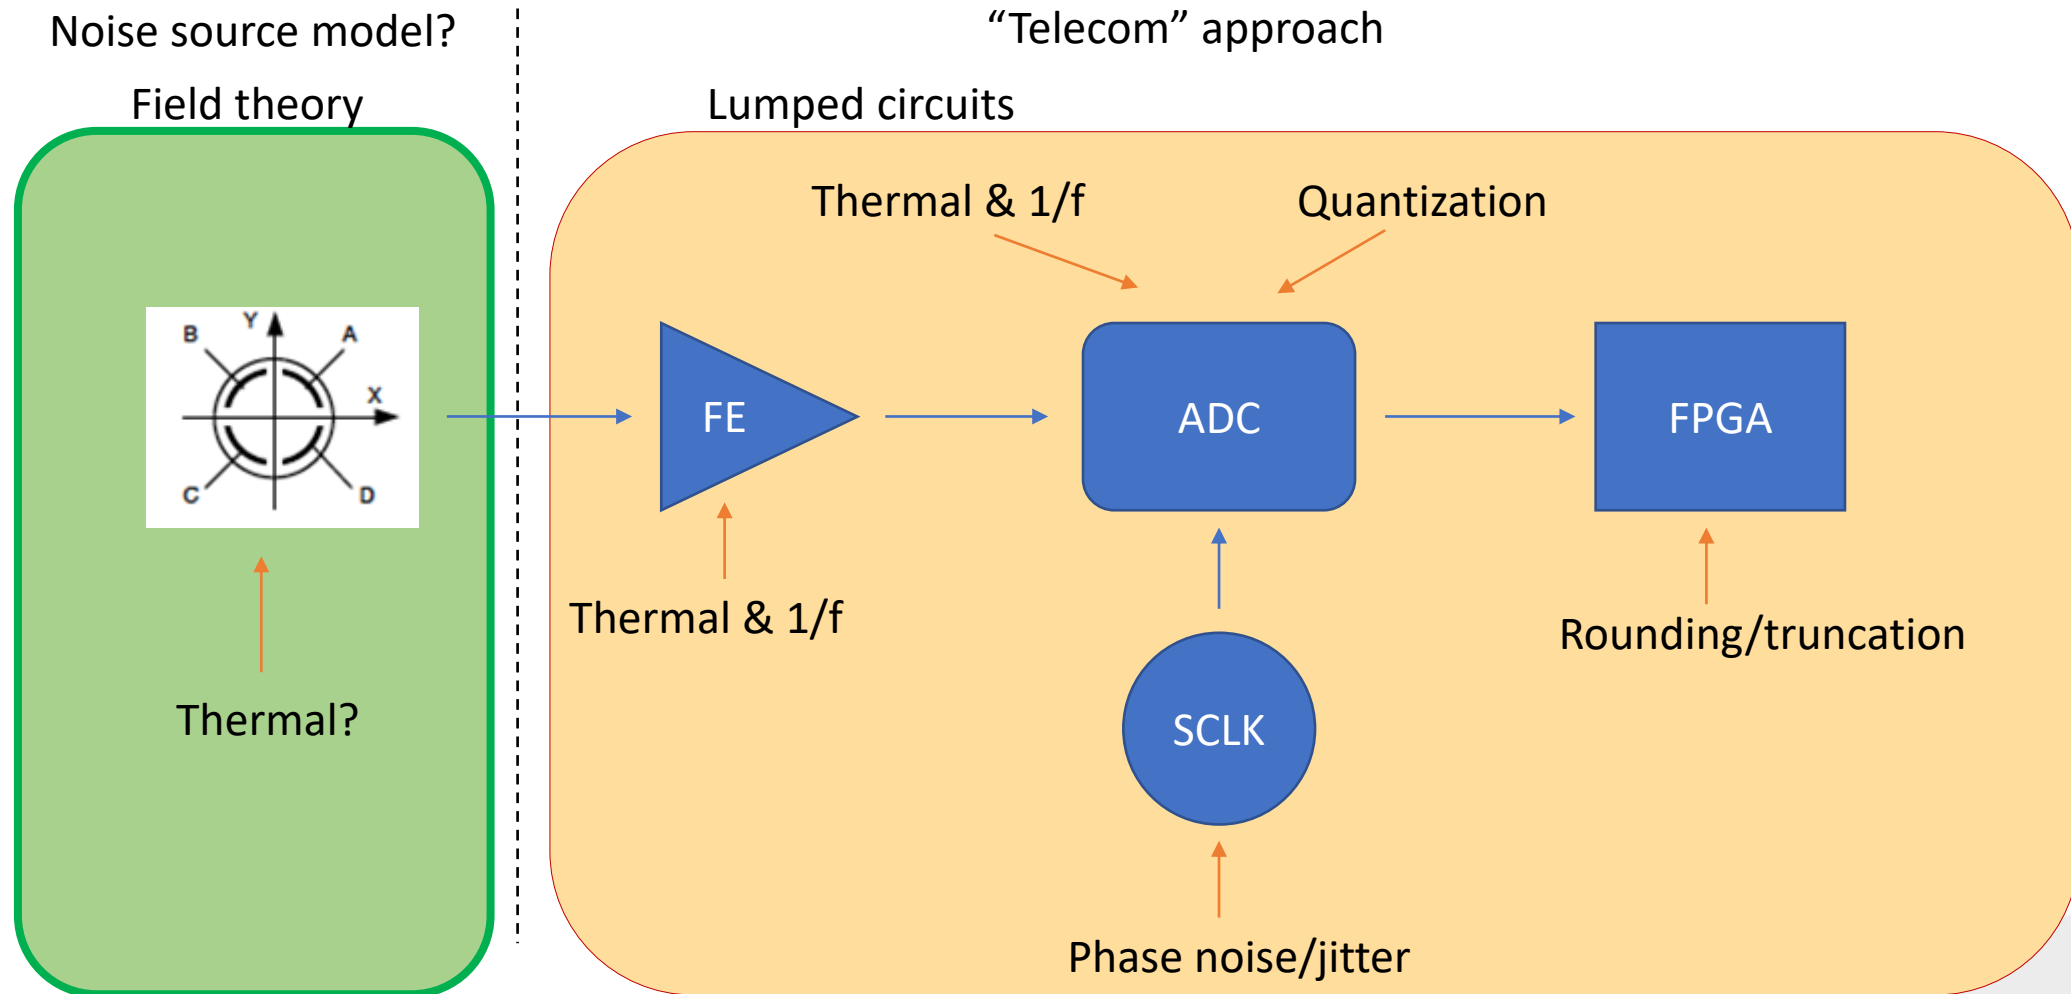 Noise source model?
“Telecom” approach
Field theory
Lumped circuits
Thermal & 1/f
Quantization
B
Y
A
X
C
D
FE
ADC
FPGA
Thermal & 1/f
Rounding/truncation
Thermal?
SCLK
Phase noise/jitter